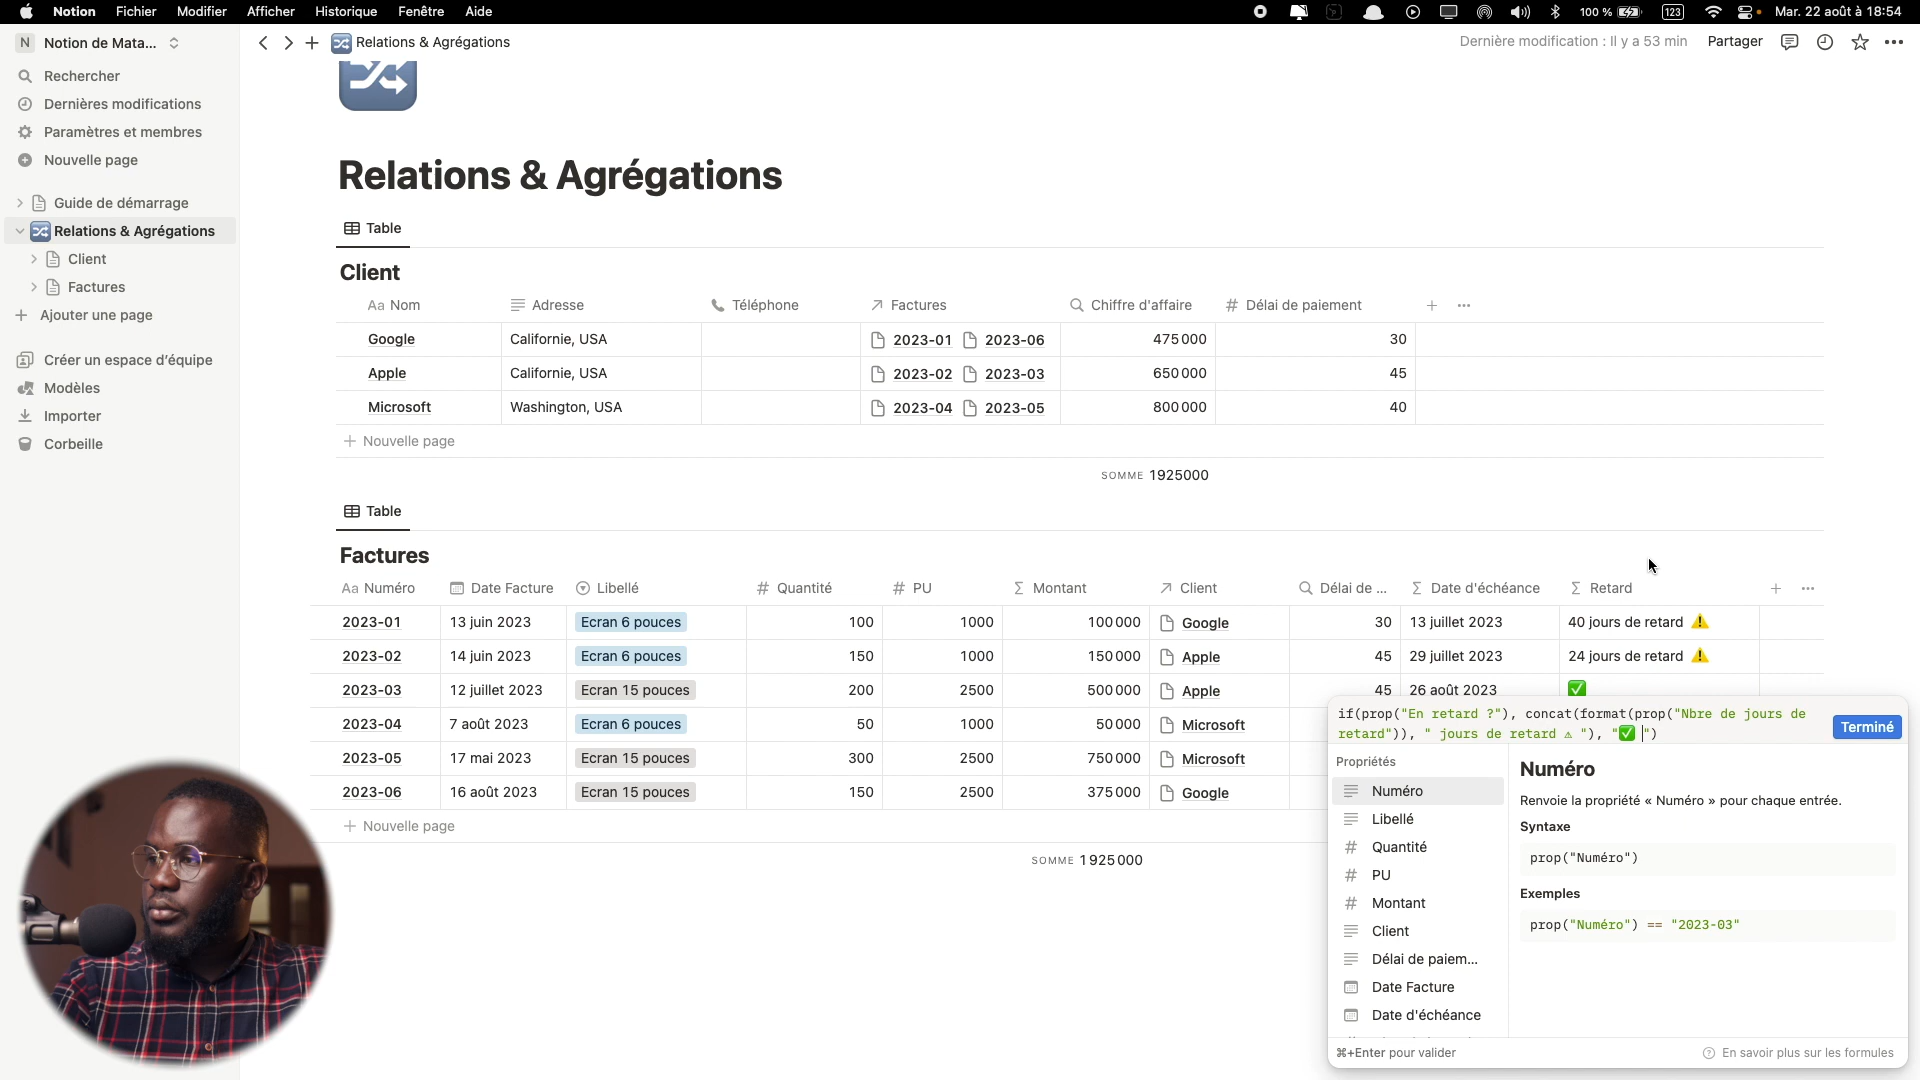 Notion Fichier Modifier Afficher Historique Fenêtre Aide 100 % 123 Mar. 22 août à 18:54
N Notion de Mata...
Rechercher
Dernières modifications
Paramètres et membres
Nouvelle page
Guide de démarrage
Relations & Agrégations
Client
Factures
Ajouter une page
Créer un espace d'équipe
Modèles
Importer
Corbeille
Relations & Agrégations Dernière modification : Il y a 53 min Partager
Relations & Agrégations
Table
Client
Aa Nom Adresse Téléphone Factures Chiffre d'affaire # Délai de paiement
Google Californie, USA 2023-01 2023-06 475 000 30
Apple Californie, USA 2023-02 2023-03 650 000 45
Microsoft Washington, USA 2023-04 2023-05 800 000 40
+ Nouvelle page
SOMME 1 925 000
Table
Factures
Aa Numéro Date Facture Libellé # Quantité # PU Σ Montant Client Délai de ... Σ Date d'échéance Σ Retard
2023-01 13 juin 2023 Ecran 6 pouces 100 1000 100 000 Google 30 13 juillet 2023 40 jours de retard ⚠️
2023-02 14 juin 2023 Ecran 6 pouces 150 1000 150 000 Apple 45 29 juillet 2023 24 jours de retard ⚠️
2023-03 12 juillet 2023 Ecran 15 pouces 200 2500 500 000 Apple 45 26 août 2023 ✅
2023-04 7 août 2023 Ecran 6 pouces 50 1000 50 000 Microsoft
2023-05 17 mai 2023 Ecran 15 pouces 300 2500 750 000 Microsoft
2023-06 16 août 2023 Ecran 15 pouces 150 2500 375 000 Google
+ Nouvelle page
SOMME 1 925 000
if(prop("En retard ?"), concat(format(prop("Nbre de jours de
retard")), " jours de retard ⚠ "), "✅ ")
Terminé
Propriétés
Numéro
Libellé
# Quantité
# PU
# Montant
Client
Délai de paiem...
Date Facture
Date d'échéance
Numéro
Renvoie la propriété « Numéro » pour chaque entrée.
Syntaxe
prop("Numéro")
Exemples
prop("Numéro") == "2023-03"
⌘+Enter pour valider
En savoir plus sur les formules